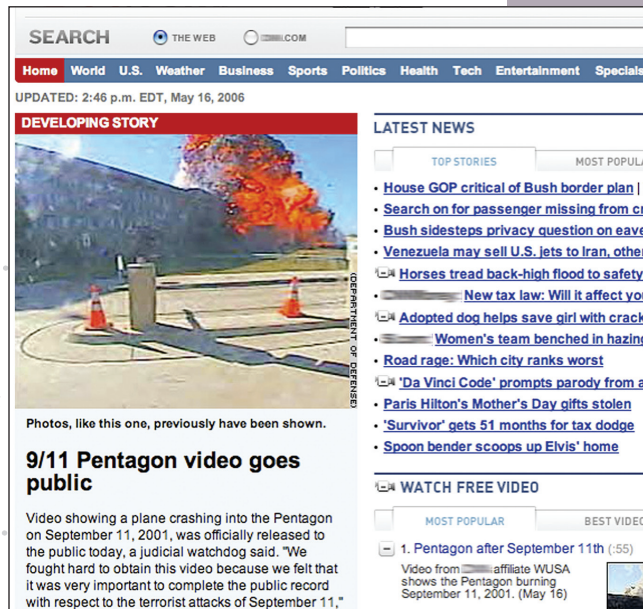 SEARCH
THE WEB
.COM
Home World U.S. Weather Business Sports Politics Health Tech Entertainment Specials
UPDATED: 2:46 p.m. EDT, May 16, 2006
DEVELOPING STORY
(DEPARTMENT OF DEFENSE)
Photos, like this one, previously have been shown.
9/11 Pentagon video goes
public
Video showing a plane crashing into the Pentagon
on September 11, 2001, was officially released to
the public today, a judicial watchdog said. "We
fought hard to obtain this video because we felt that
it was very important to complete the public record
with respect to the terrorist attacks of September 11,"
LATEST NEWS
TOP STORIES
MOST POPULA
• House GOP critical of Bush border plan |
• Search on for passenger missing from cr
• Bush sidesteps privacy question on eave
• Venezuela may sell U.S. jets to Iran, other
Horses tread back-high flood to safety
• New tax law: Will it affect you
Adopted dog helps save girl with crack
• Women's team benched in hazing
• Road rage: Which city ranks worst
'Da Vinci Code' prompts parody from a
• Paris Hilton's Mother's Day gifts stolen
• 'Survivor' gets 51 months for tax dodge
• Spoon bender scoops up Elvis' home
WATCH FREE VIDEO
MOST POPULAR
BEST VIDEO
1. Pentagon after September 11th (:55)
Video from affiliate WUSA
shows the Pentagon burning
September 11, 2001. (May 16)